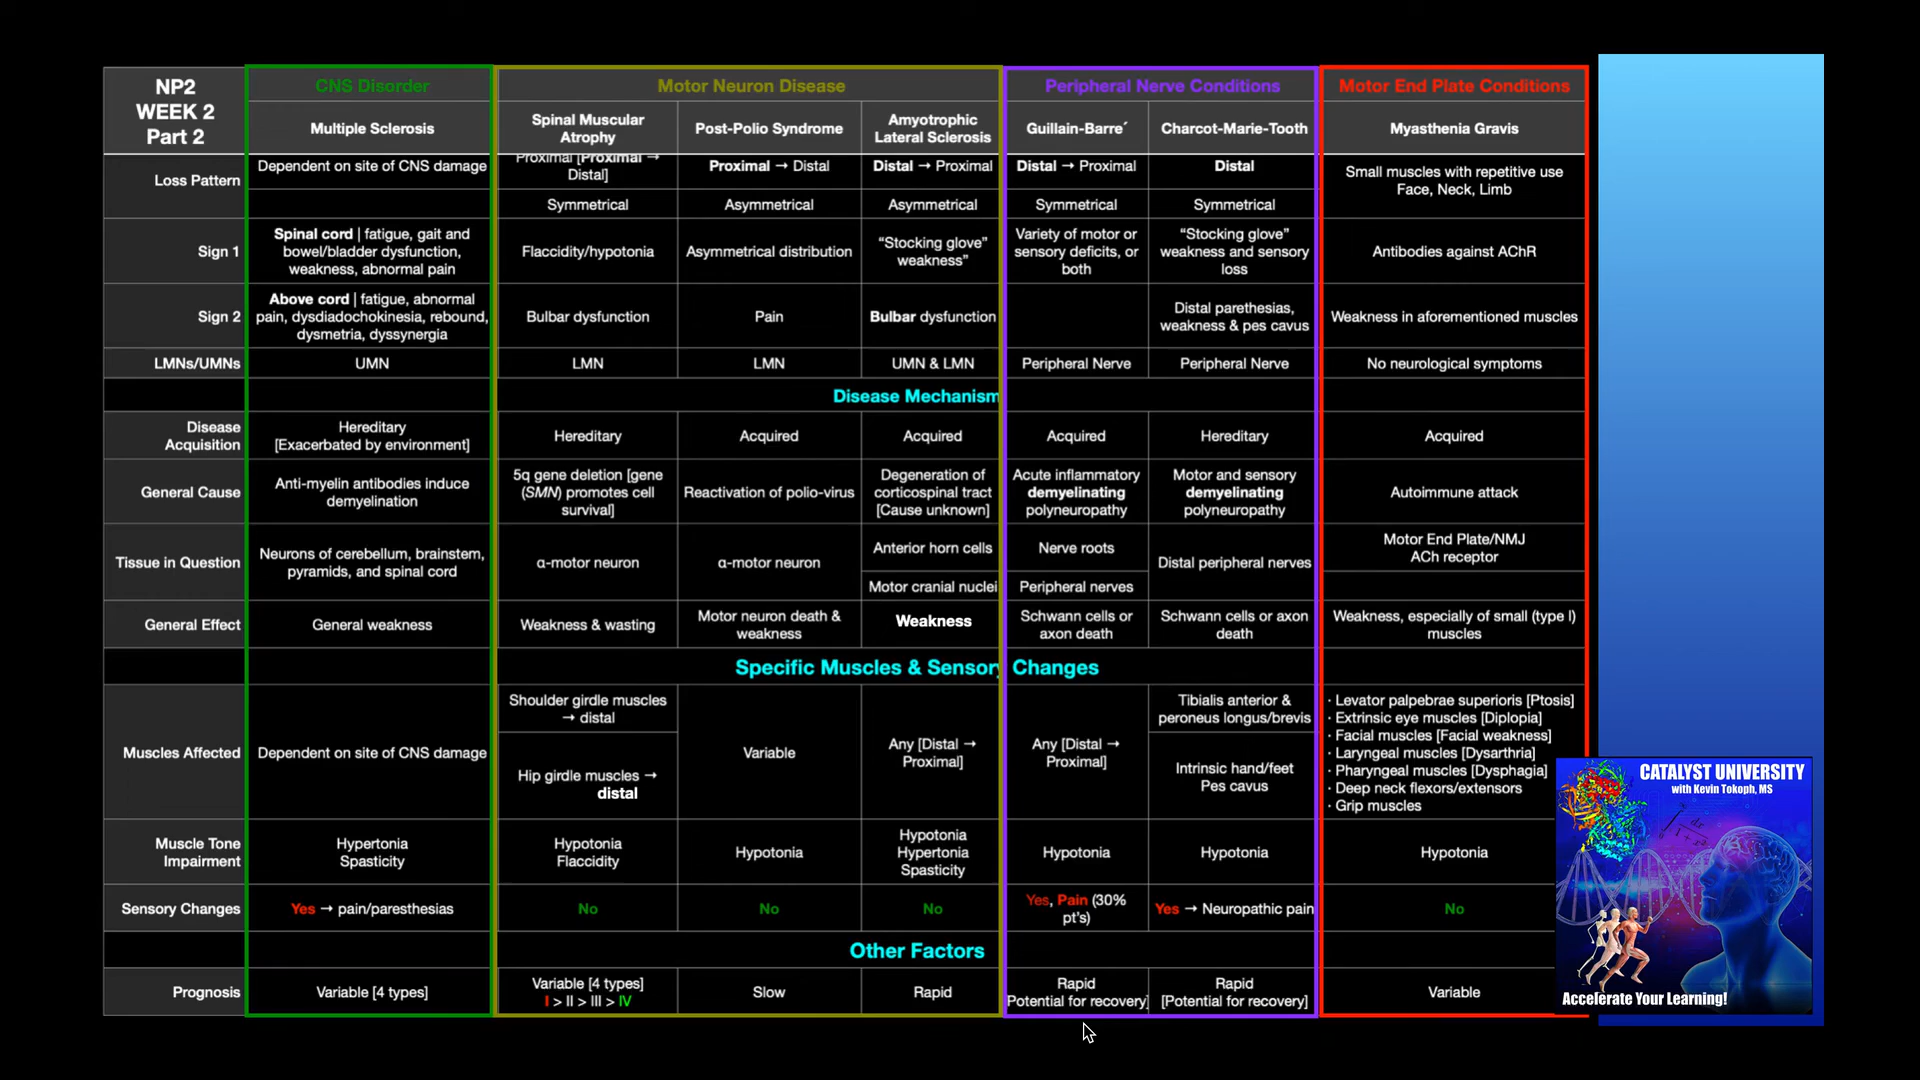 NP2
WEEK 2
Part 2
CNS Disorder
Motor Neuron Disease
Peripheral Nerve Conditions
Motor End Plate Conditions
Multiple Sclerosis
Spinal Muscular
Atrophy
Post-Polio Syndrome
Amyotrophic
Lateral Sclerosis
Guillain-Barre´
Charcot-Marie-Tooth
Myasthenia Gravis
Loss Pattern
Dependent on site of CNS damage
Proximal [Proximal →
Distal]
Proximal → Distal
Distal → Proximal
Distal → Proximal
Distal
Small muscles with repetitive use
Face, Neck, Limb
Symmetrical
Asymmetrical
Asymmetrical
Symmetrical
Symmetrical
Sign 1
Spinal cord | fatigue, gait and
bowel/bladder dysfunction,
weakness, abnormal pain
Flaccidity/hypotonia
Asymmetrical distribution
“Stocking glove”
weakness”
Variety of motor or
sensory deficits, or
both
“Stocking glove”
weakness and sensory
loss
Antibodies against AChR
Sign 2
Above cord | fatigue, abnormal
pain, dysdiadochokinesia, rebound,
dysmetria, dyssynergia
Bulbar dysfunction
Pain
Bulbar dysfunction
Distal parethesias,
weakness & pes cavus
Weakness in aforementioned muscles
LMNs/UMNs
UMN
LMN
LMN
UMN & LMN
Peripheral Nerve
Peripheral Nerve
No neurological symptoms
Disease Mechanism
Disease
Acquisition
Hereditary
[Exacerbated by environment]
Hereditary
Acquired
Acquired
Acquired
Hereditary
Acquired
General Cause
Anti-myelin antibodies induce
demyelination
5q gene deletion [gene
(SMN) promotes cell
survival]
Reactivation of polio-virus
Degeneration of
corticospinal tract
[Cause unknown]
Acute inflammatory
demyelinating
polyneuropathy
Motor and sensory
demyelinating
polyneuropathy
Autoimmune attack
Tissue in Question
Neurons of cerebellum, brainstem,
pyramids, and spinal cord
α-motor neuron
α-motor neuron
Anterior horn cells
Motor cranial nuclei
Nerve roots
Peripheral nerves
Distal peripheral nerves
Motor End Plate/NMJ
ACh receptor
General Effect
General weakness
Weakness & wasting
Motor neuron death &
weakness
Weakness
Schwann cells or
axon death
Schwann cells or axon
death
Weakness, especially of small (type I)
muscles
Specific Muscles & Sensory Changes
Muscles Affected
Dependent on site of CNS damage
Shoulder girdle muscles
→ distal
Hip girdle muscles →
distal
Variable
Any [Distal →
Proximal]
Any [Distal →
Proximal]
Tibialis anterior &
peroneus longus/brevis
Intrinsic hand/feet
Pes cavus
· Levator palpebrae superioris [Ptosis]
· Extrinsic eye muscles [Diplopia]
· Facial muscles [Facial weakness]
· Laryngeal muscles [Dysarthria]
· Pharyngeal muscles [Dysphagia]
· Deep neck flexors/extensors
· Grip muscles
Muscle Tone
Impairment
Hypertonia
Spasticity
Hypotonia
Flaccidity
Hypotonia
Hypotonia
Hypertonia
Spasticity
Hypotonia
Hypotonia
Hypotonia
Sensory Changes
Yes → pain/paresthesias
No
No
No
Yes, Pain (30%
pt's)
Yes → Neuropathic pain
No
Other Factors
Prognosis
Variable [4 types]
Variable [4 types]
I > II > III > IV
Slow
Rapid
Rapid
[Potential for recovery]
Rapid
[Potential for recovery]
Variable
CATALYST UNIVERSITY
with Kevin Tokoph, MS
Accelerate Your Learning!